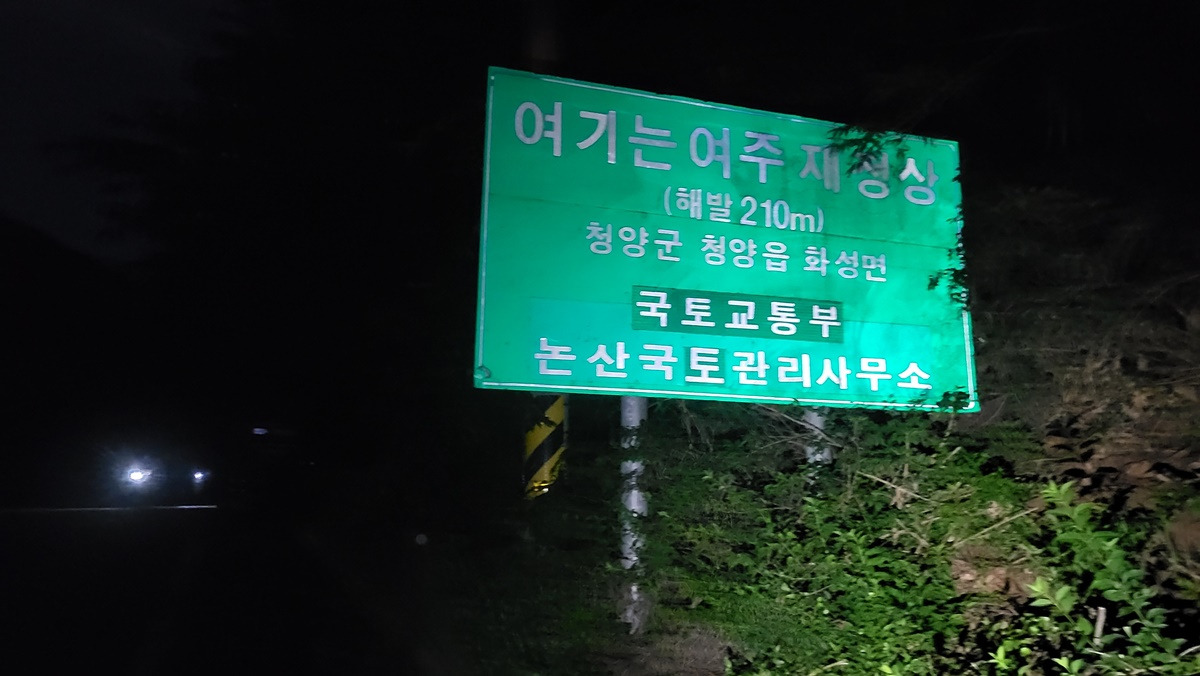 여기는 여주 재정상
(해발 210m)
청양군 청양읍 화성면
국토교통부
논산국토관리사무소